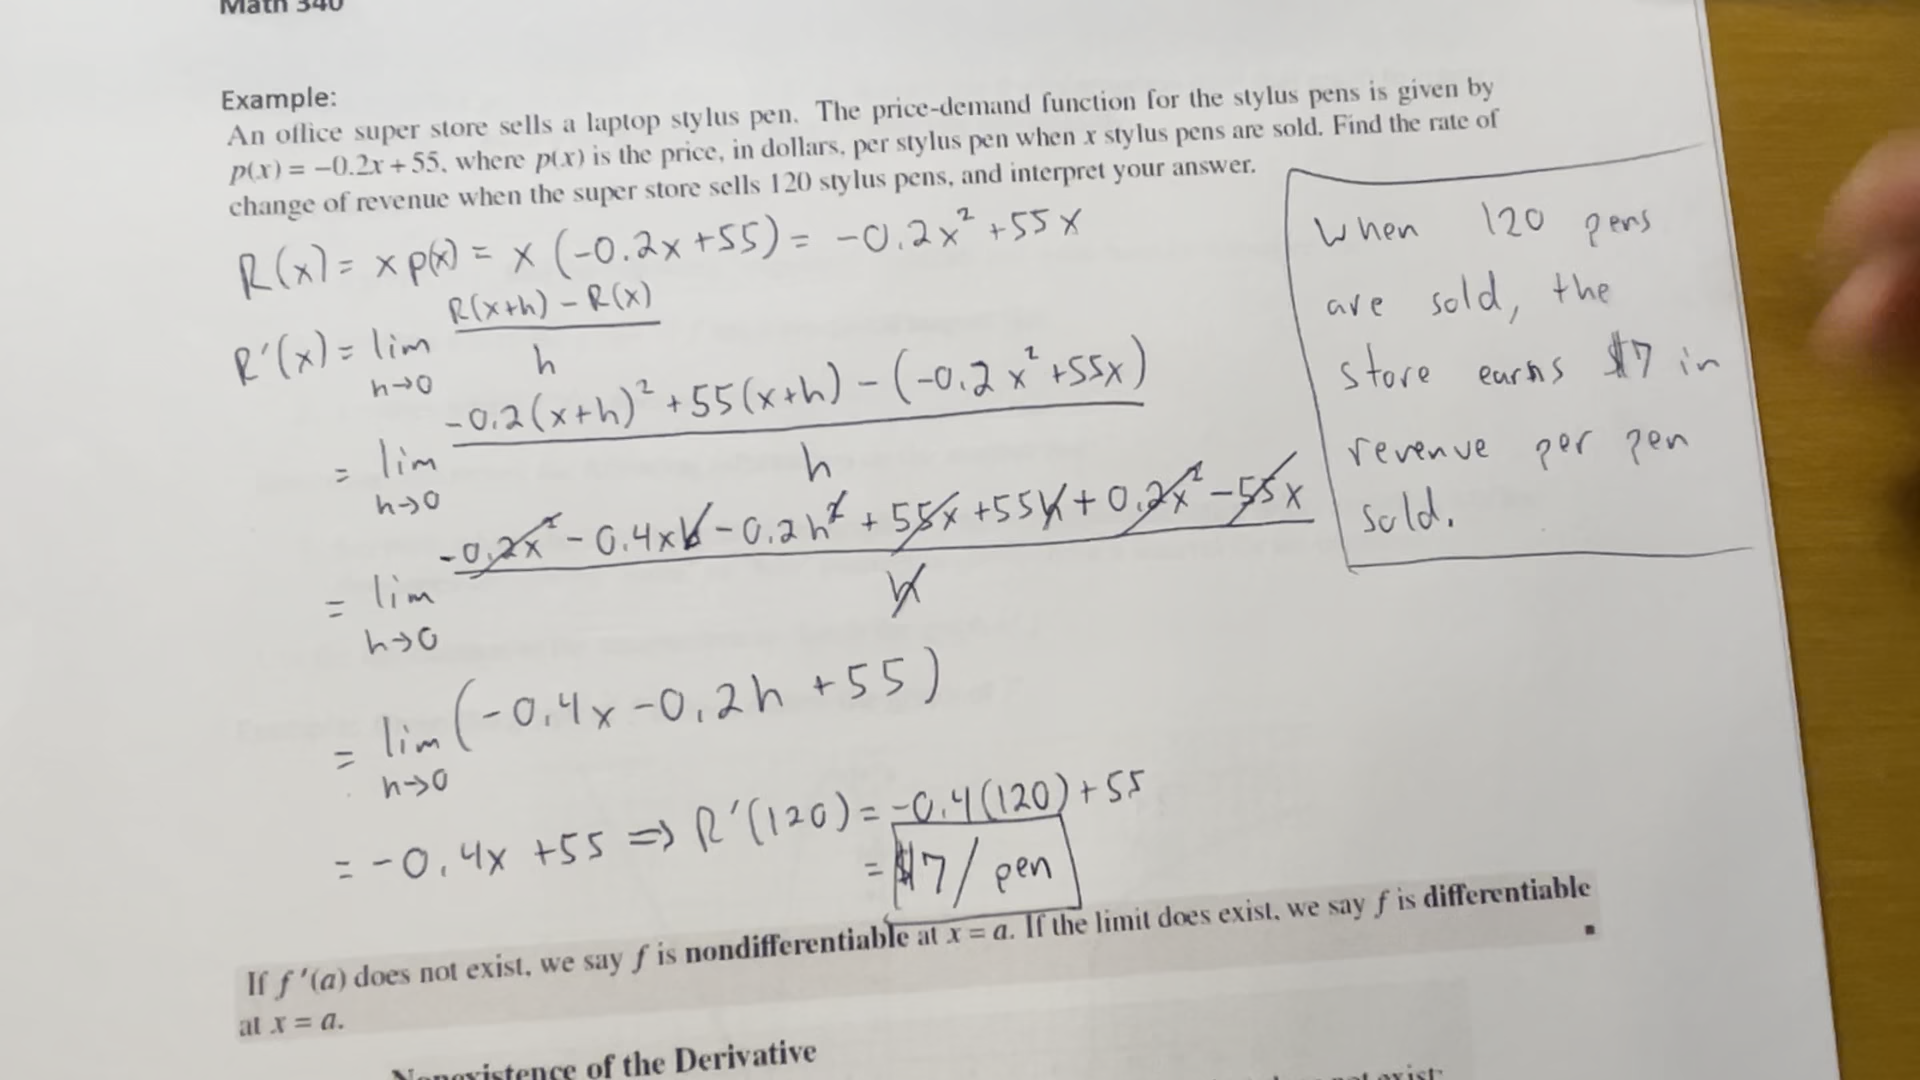 Math 340
Example:
An office super store sells a laptop stylus pen. The price-demand function for the stylus pens is given by
p(x) = −0.2x + 55, where p(x) is the price, in dollars, per stylus pen when x stylus pens are sold. Find the rate of
change of revenue when the super store sells 120 stylus pens, and interpret your answer.
R(x) = x p(x) = x (-0.2x + 55) = -0.2x² + 55x
R'(x) = lim h→0 R(x+h) - R(x) / h
= lim h→0 -0.2(x+h)² + 55(x+h) - (-0.2x² + 55x) / h
= lim h→0 -0.2x² - 0.4xh - 0.2h² + 55x + 55h + 0.2x² - 55x / h
= lim h→0 (-0.4x - 0.2h + 55)
= -0.4x + 55 ⇒ R'(120) = -0.4(120) + 55
= $7 / pen
When 120 pens
are sold, the
store earns $7 in
revenue per pen
sold.
If f '(a) does not exist, we say f is nondifferentiable at x = a. If the limit does exist, we say f is differentiable
at x = a.
Nonexistence of the Derivative